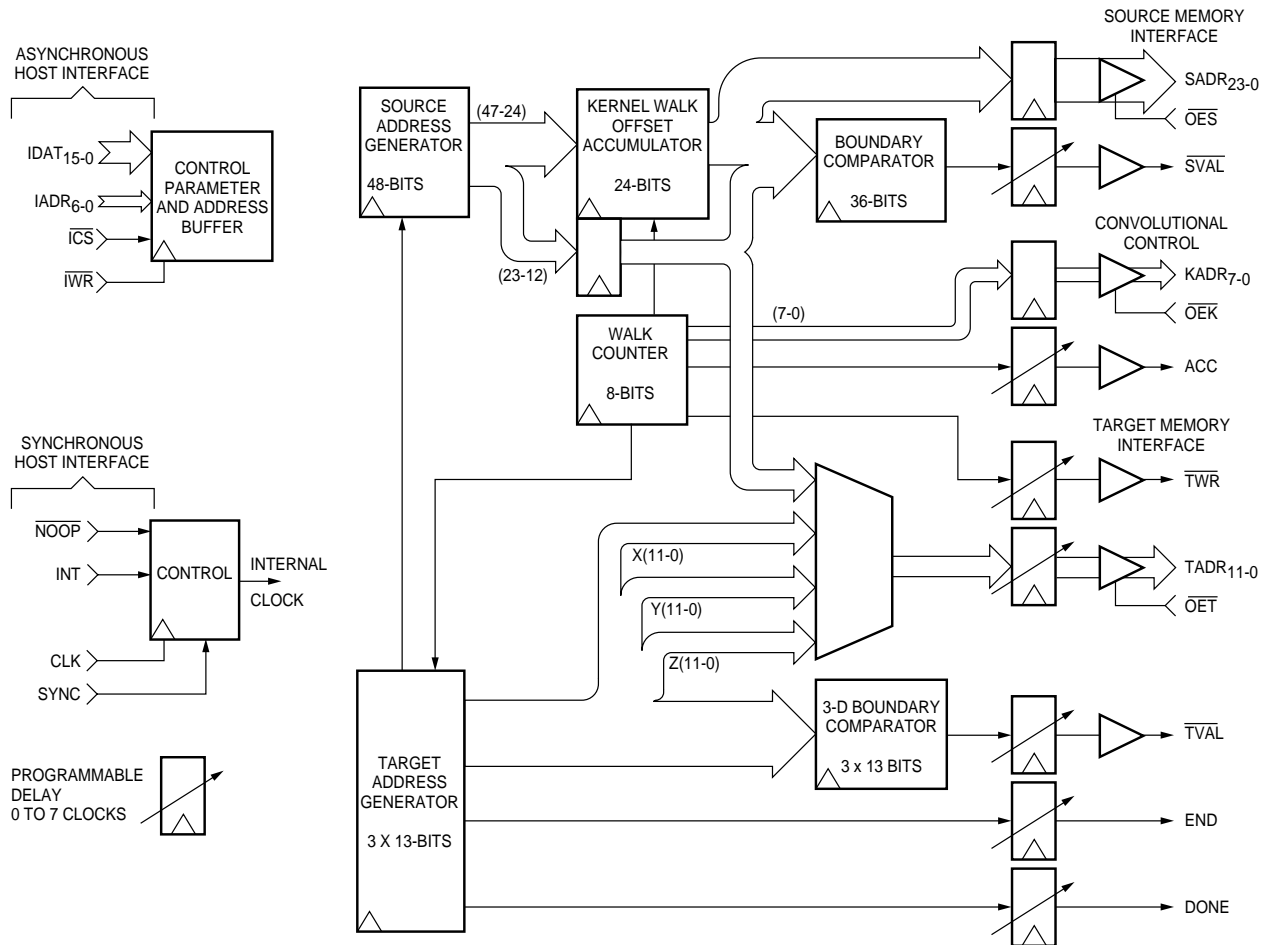 ASYNCHRONOUS
HOST INTERFACE
IDAT15-0
IADR6-0
ICS
IWR
CONTROL
PARAMETER
AND ADDRESS
BUFFER
SYNCHRONOUS
HOST INTERFACE
NOOP
INT
CLK
SYNC
CONTROL
INTERNAL
CLOCK
PROGRAMMABLE
DELAY
0 TO 7 CLOCKS
SOURCE
ADDRESS
GENERATOR
48-BITS
(47-24)
(23-12)
KERNEL WALK
OFFSET
ACCUMULATOR
24-BITS
WALK
COUNTER
8-BITS
(7-0)
BOUNDARY
COMPARATOR
36-BITS
X(11-0)
Y(11-0)
Z(11-0)
TARGET
ADDRESS
GENERATOR
3 X 13-BITS
3-D BOUNDARY
COMPARATOR
3 x 13 BITS
SOURCE MEMORY
INTERFACE
SADR23-0
OES
SVAL
CONVOLUTIONAL
CONTROL
KADR7-0
OEK
ACC
TARGET MEMORY
INTERFACE
TWR
TADR11-0
OET
TVAL
END
DONE